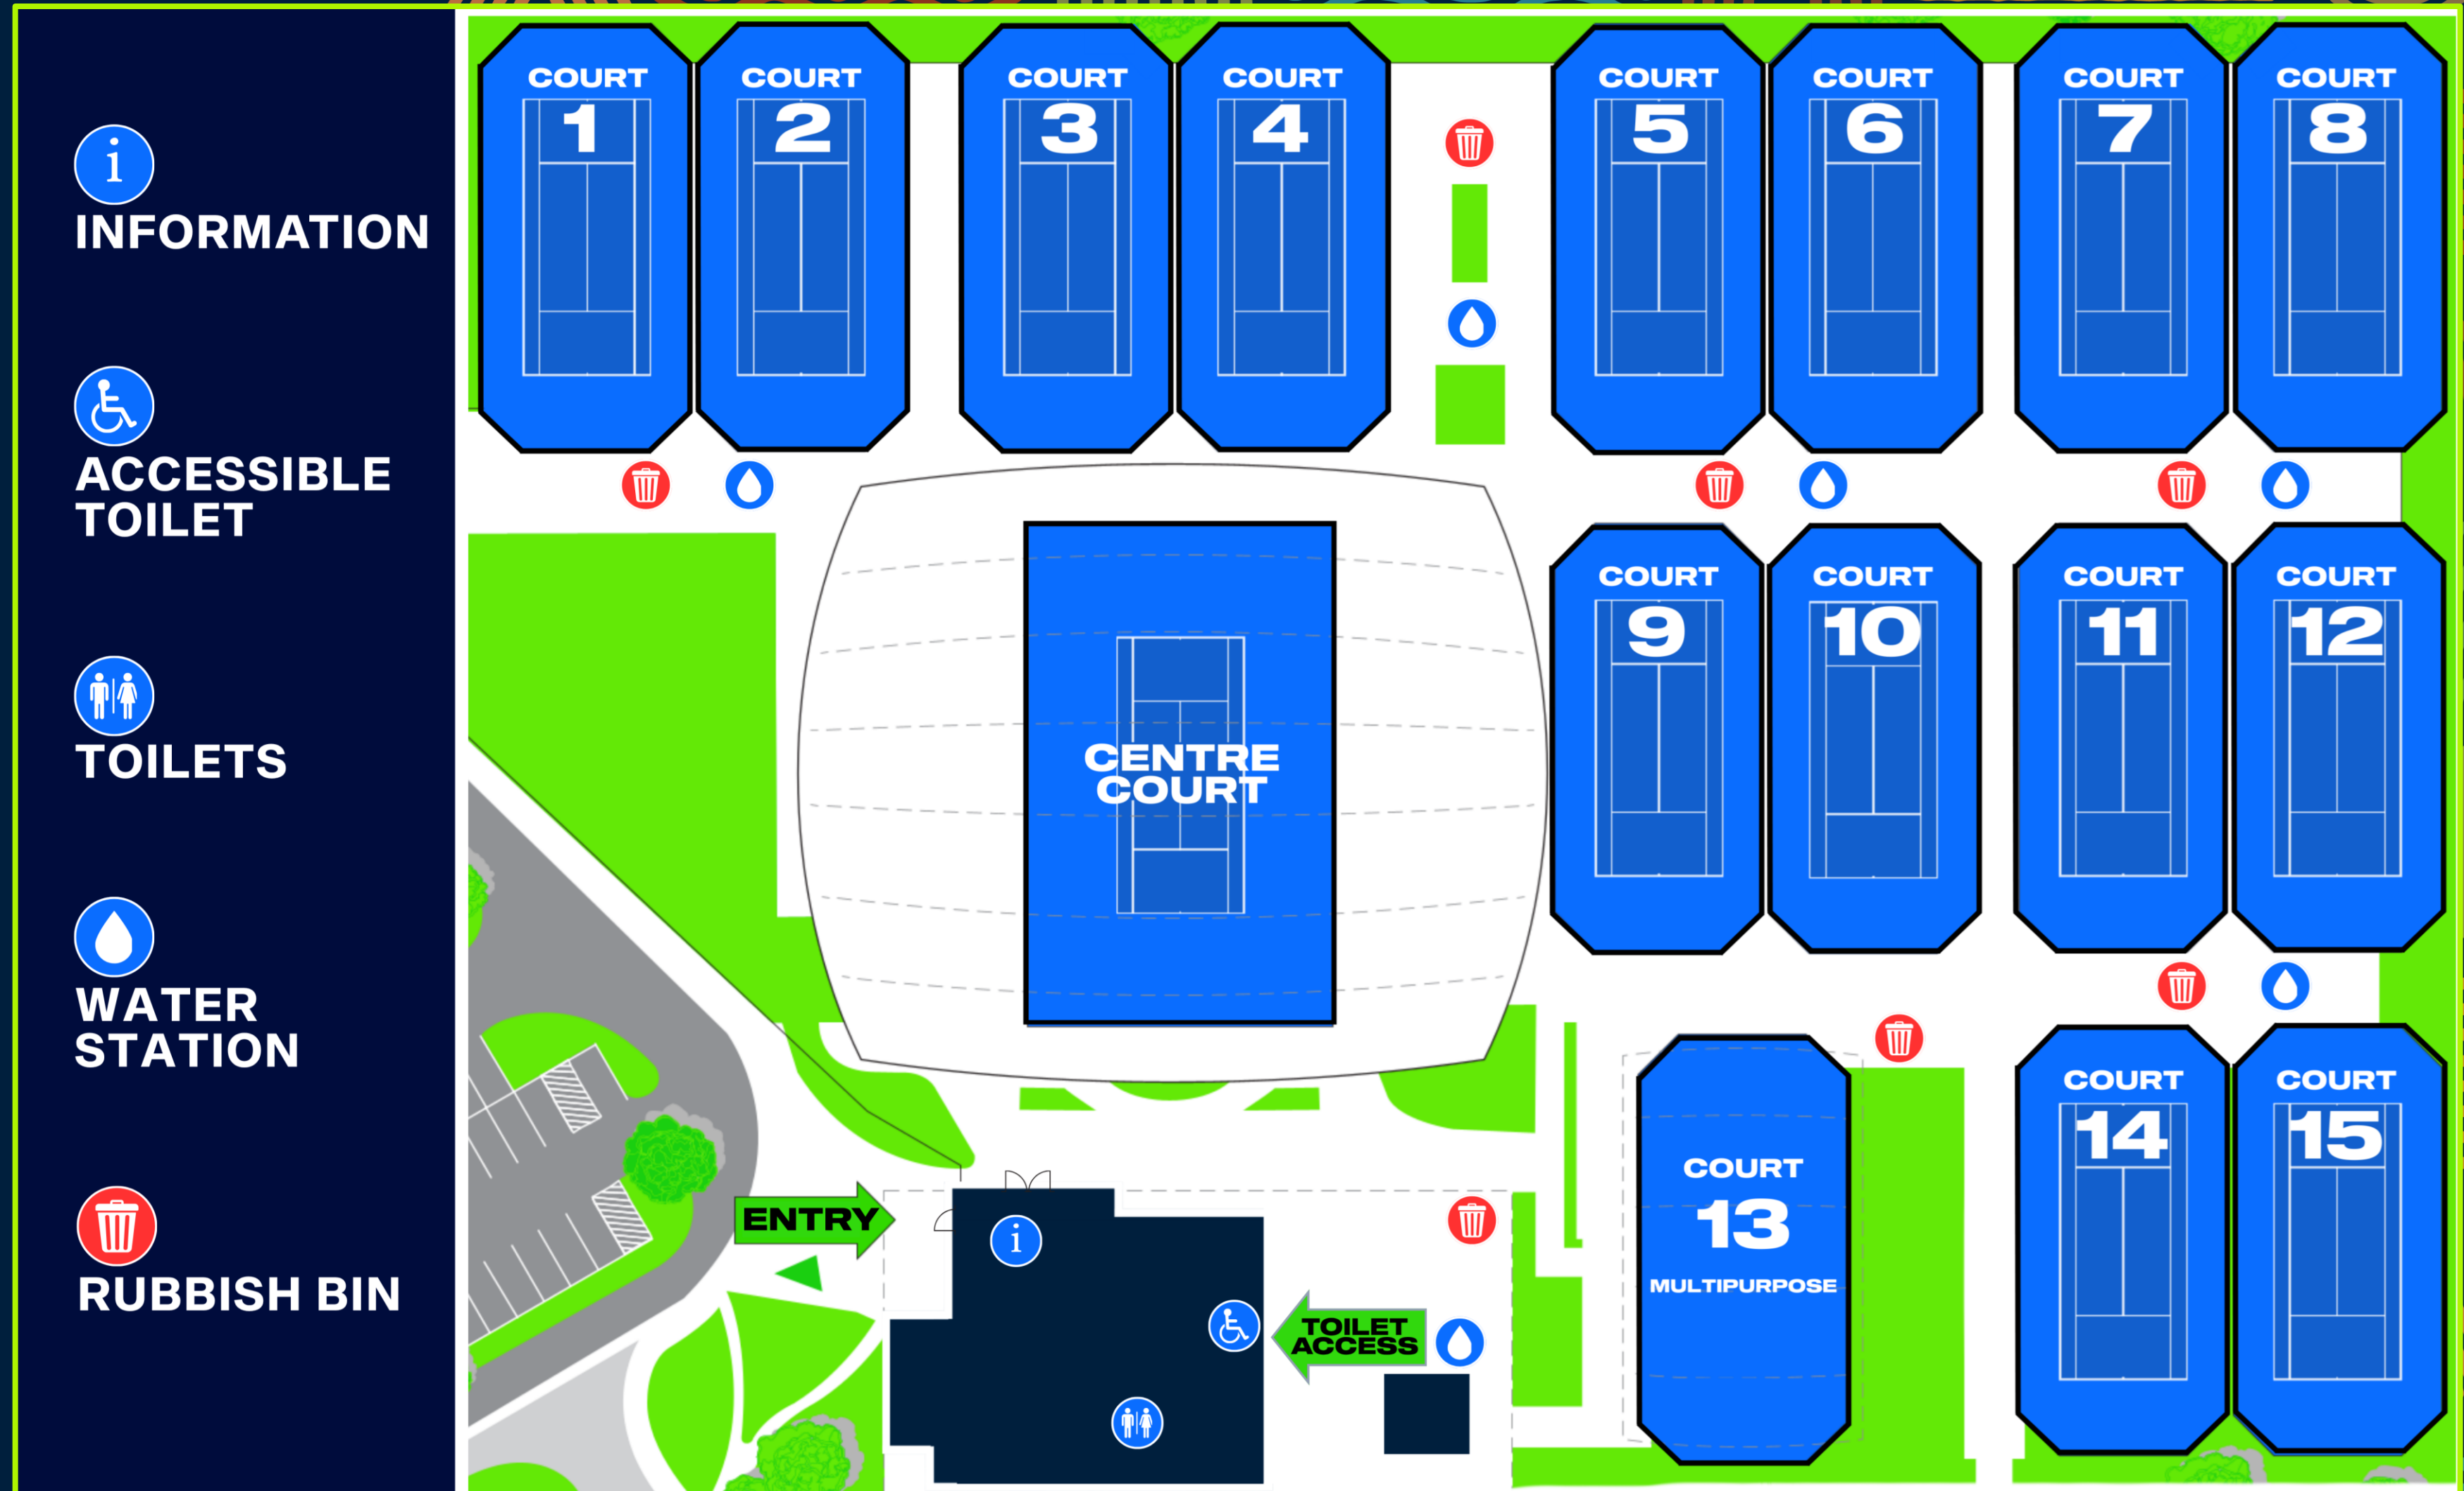 INFORMATION
ACCESSIBLE
TOILET
TOILETS
WATER
STATION
RUBBISH BIN
COURT
1
COURT
2
COURT
3
COURT
4
COURT
5
COURT
6
COURT
7
COURT
8
CENTRE
COURT
COURT
9
COURT
10
COURT
11
COURT
12
COURT
13
MULTIPURPOSE
COURT
14
COURT
15
ENTRY
TOILET
ACCESS